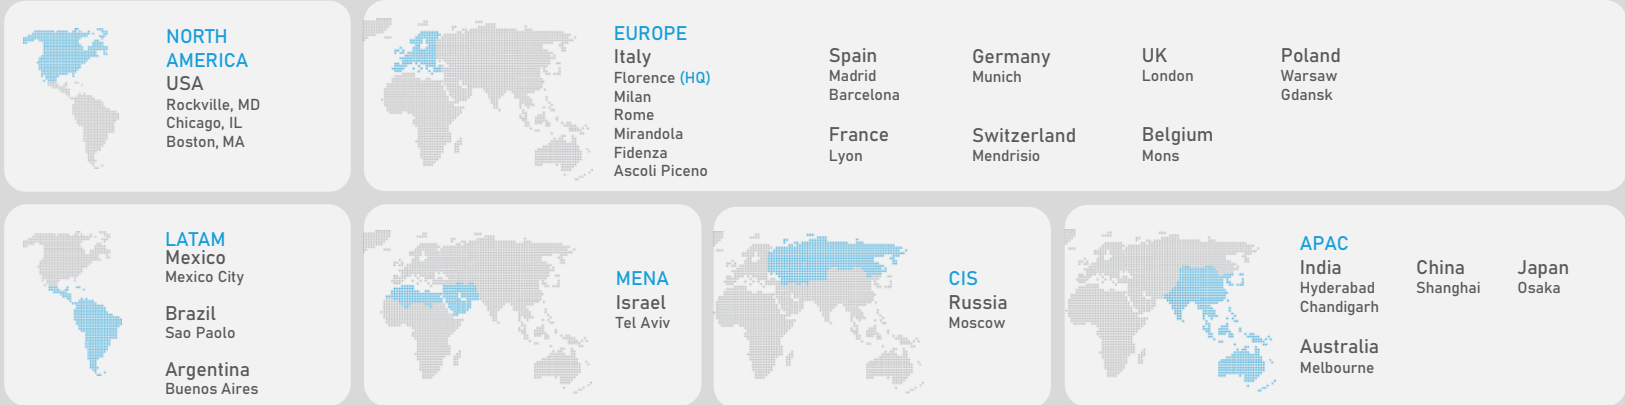 NORTH
AMERICA
USA
Rockville, MD
Chicago, IL
Boston, MA
EUROPE
Italy
Florence (HQ)
Milan
Rome
Mirandola
Fidenza
Ascoli Piceno
Spain
Madrid
Barcelona
France
Lyon
Germany
Munich
Switzerland
Mendrisio
UK
London
Belgium
Mons
Poland
Warsaw
Gdansk
LATAM
Mexico
Mexico City
Brazil
Sao Paolo
Argentina
Buenos Aires
MENA
Israel
Tel Aviv
CIS
Russia
Moscow
APAC
India
Hyderabad
Chandigarh
Australia
Melbourne
China
Shanghai
Japan
Osaka